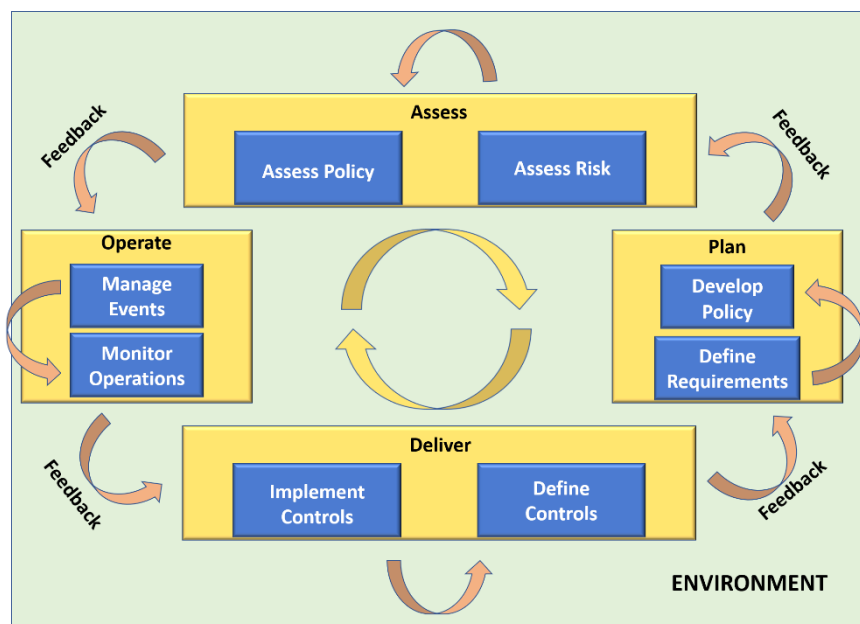 Assess
Assess Policy
Assess Risk
Feedback
Feedback
Operate
Manage
Events
Monitor
Operations
Plan
Develop
Policy
Define
Requirements
Feedback
Feedback
Deliver
Implement
Controls
Define
Controls
ENVIRONMENT